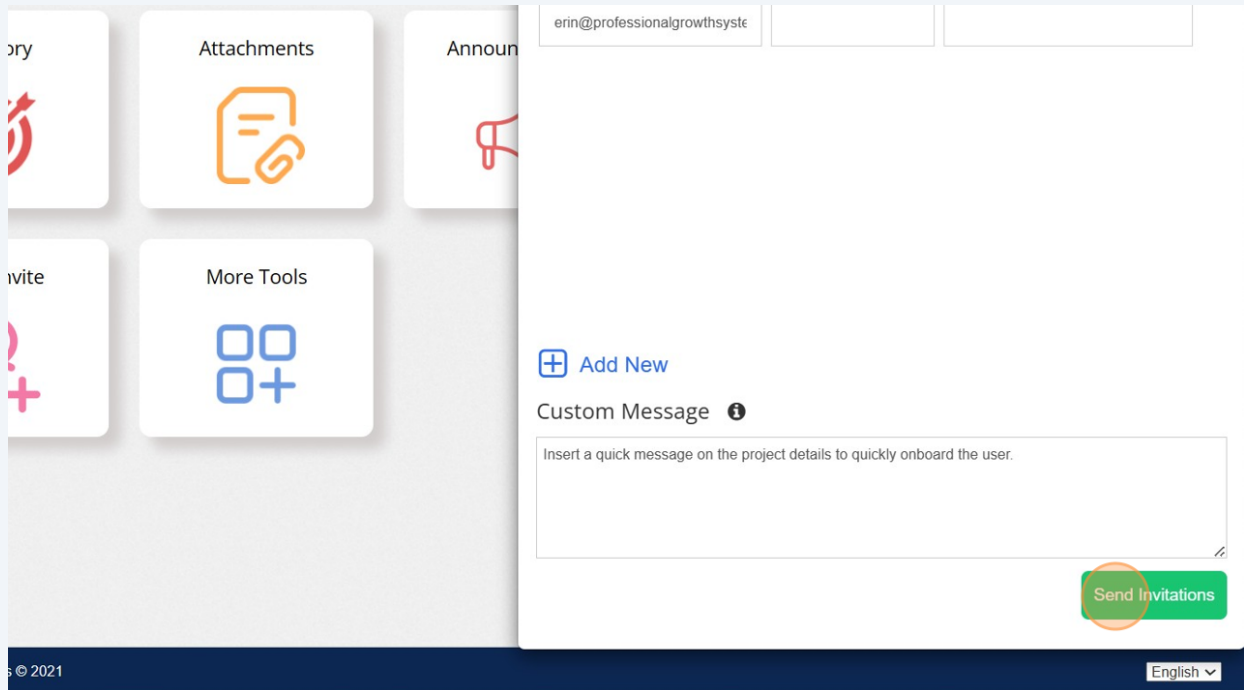 erin@professionalgrowthsyste
ory
Attachments
Announ
nvite
More Tools
Add New
Custom Message
Insert a quick message on the project details to quickly onboard the user.
Send Invitations
s © 2021
English